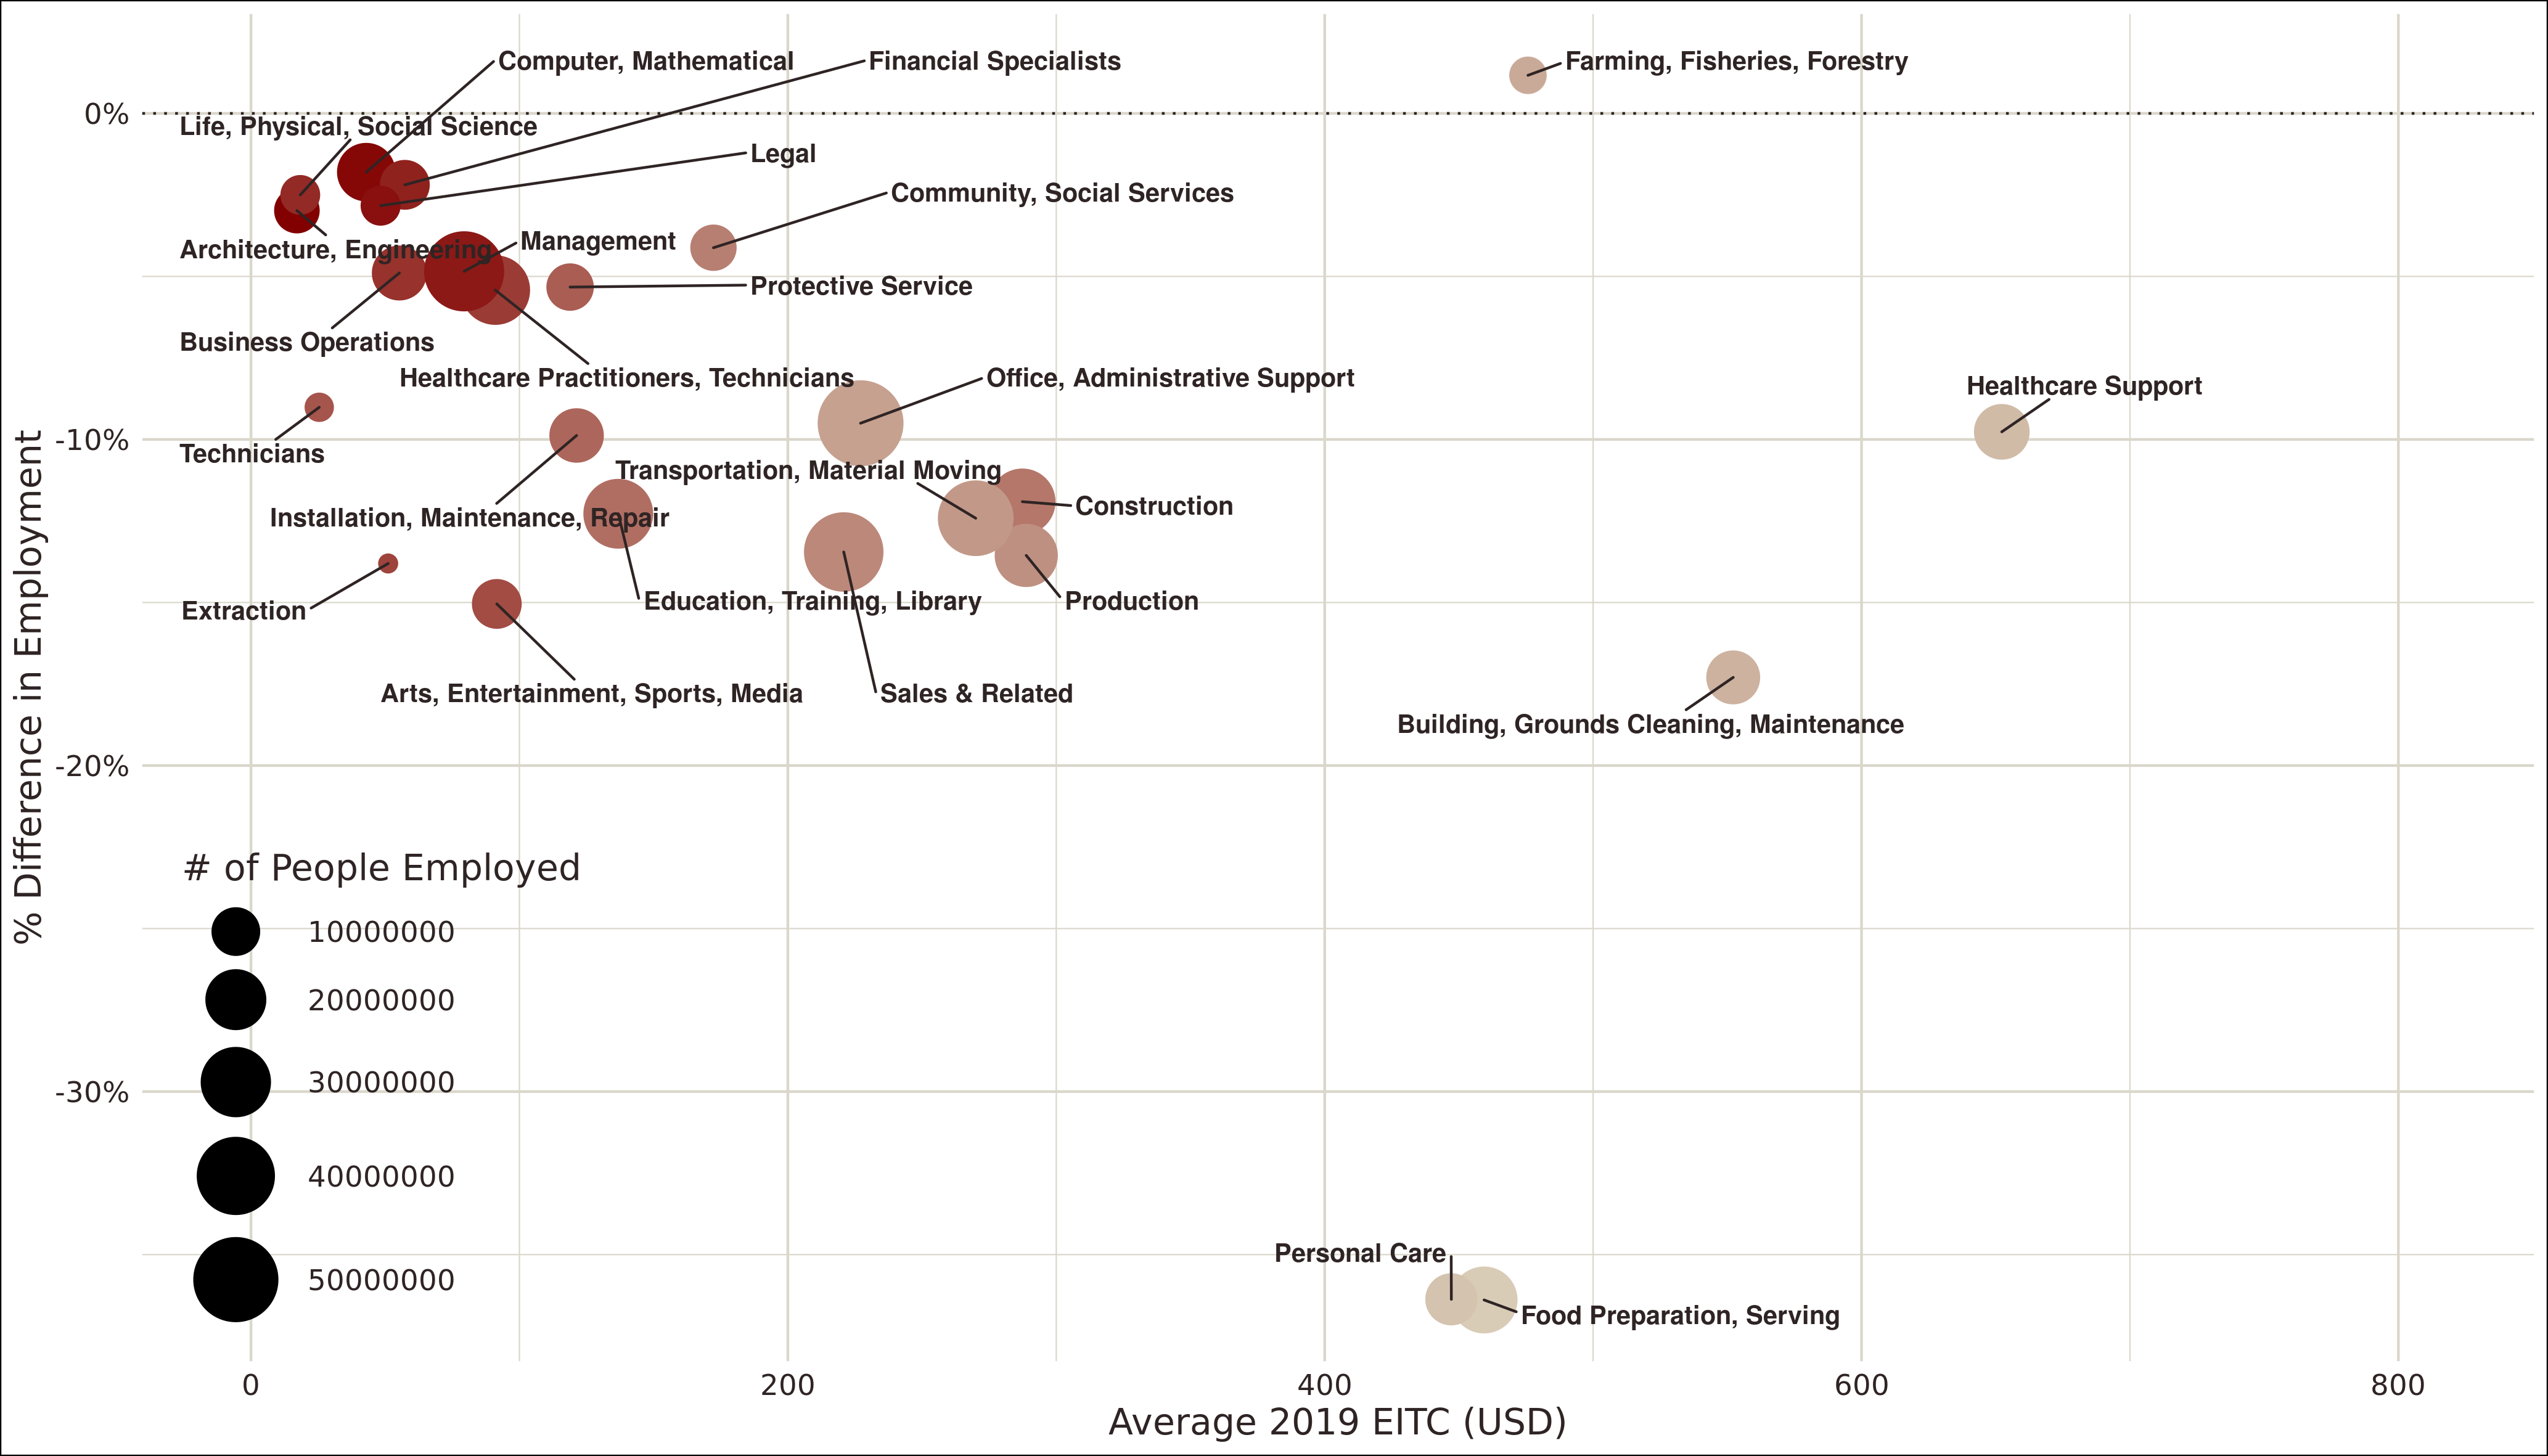 Computer, Mathematical
Financial Specialists
Farming, Fisheries, Forestry
0%
Life, Physical, Social Science
Legal
Community, Social Services
Architecture, Engineering
Management
Protective Service
Business Operations
Healthcare Practitioners, Technicians
Office, Administrative Support
Healthcare Support
-10%
Technicians
Transportation, Material Moving
Construction
Installation, Maintenance, Repair
Extraction
Education, Training, Library
Production
Arts, Entertainment, Sports, Media
Sales & Related
Building, Grounds Cleaning, Maintenance
-20%
% Difference in Employment
# of People Employed
10000000
20000000
30000000
-30%
40000000
50000000
Personal Care
Food Preparation, Serving
0
200
400
600
800
Average 2019 EITC (USD)